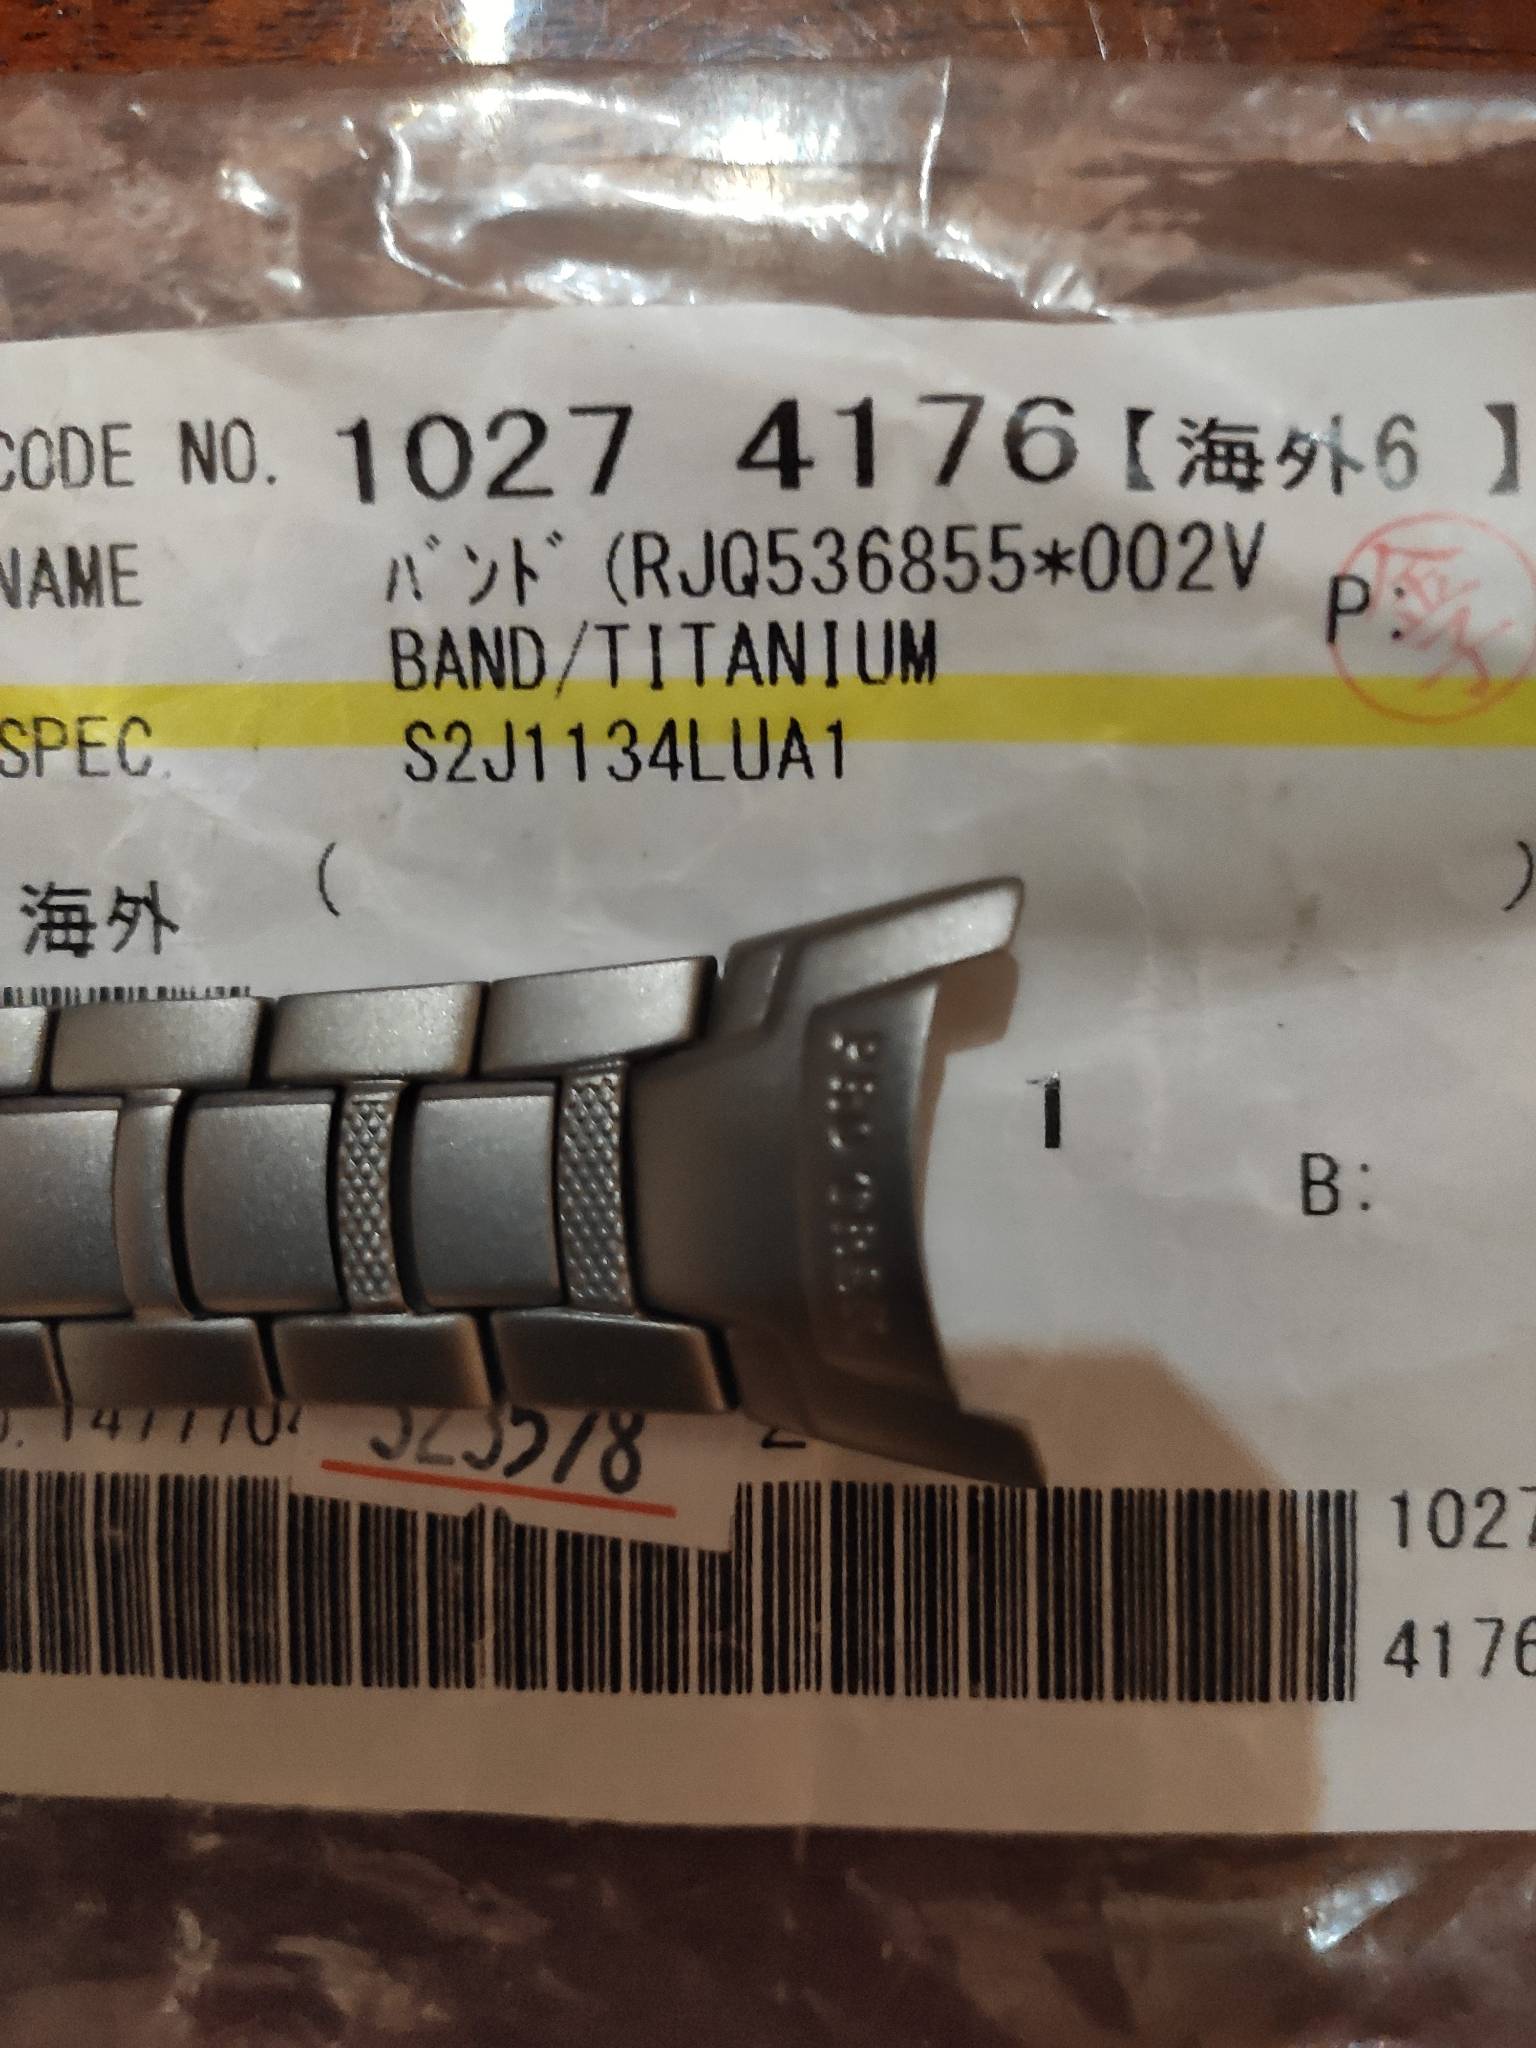 CODE NO. 1027 4176【海外6 】
NAME バンド(RJQ536855*002V
P:
BAND/TITANIUM
SPEC. S2J1134LUA1
海外 ( )
1
B:
1027
4176